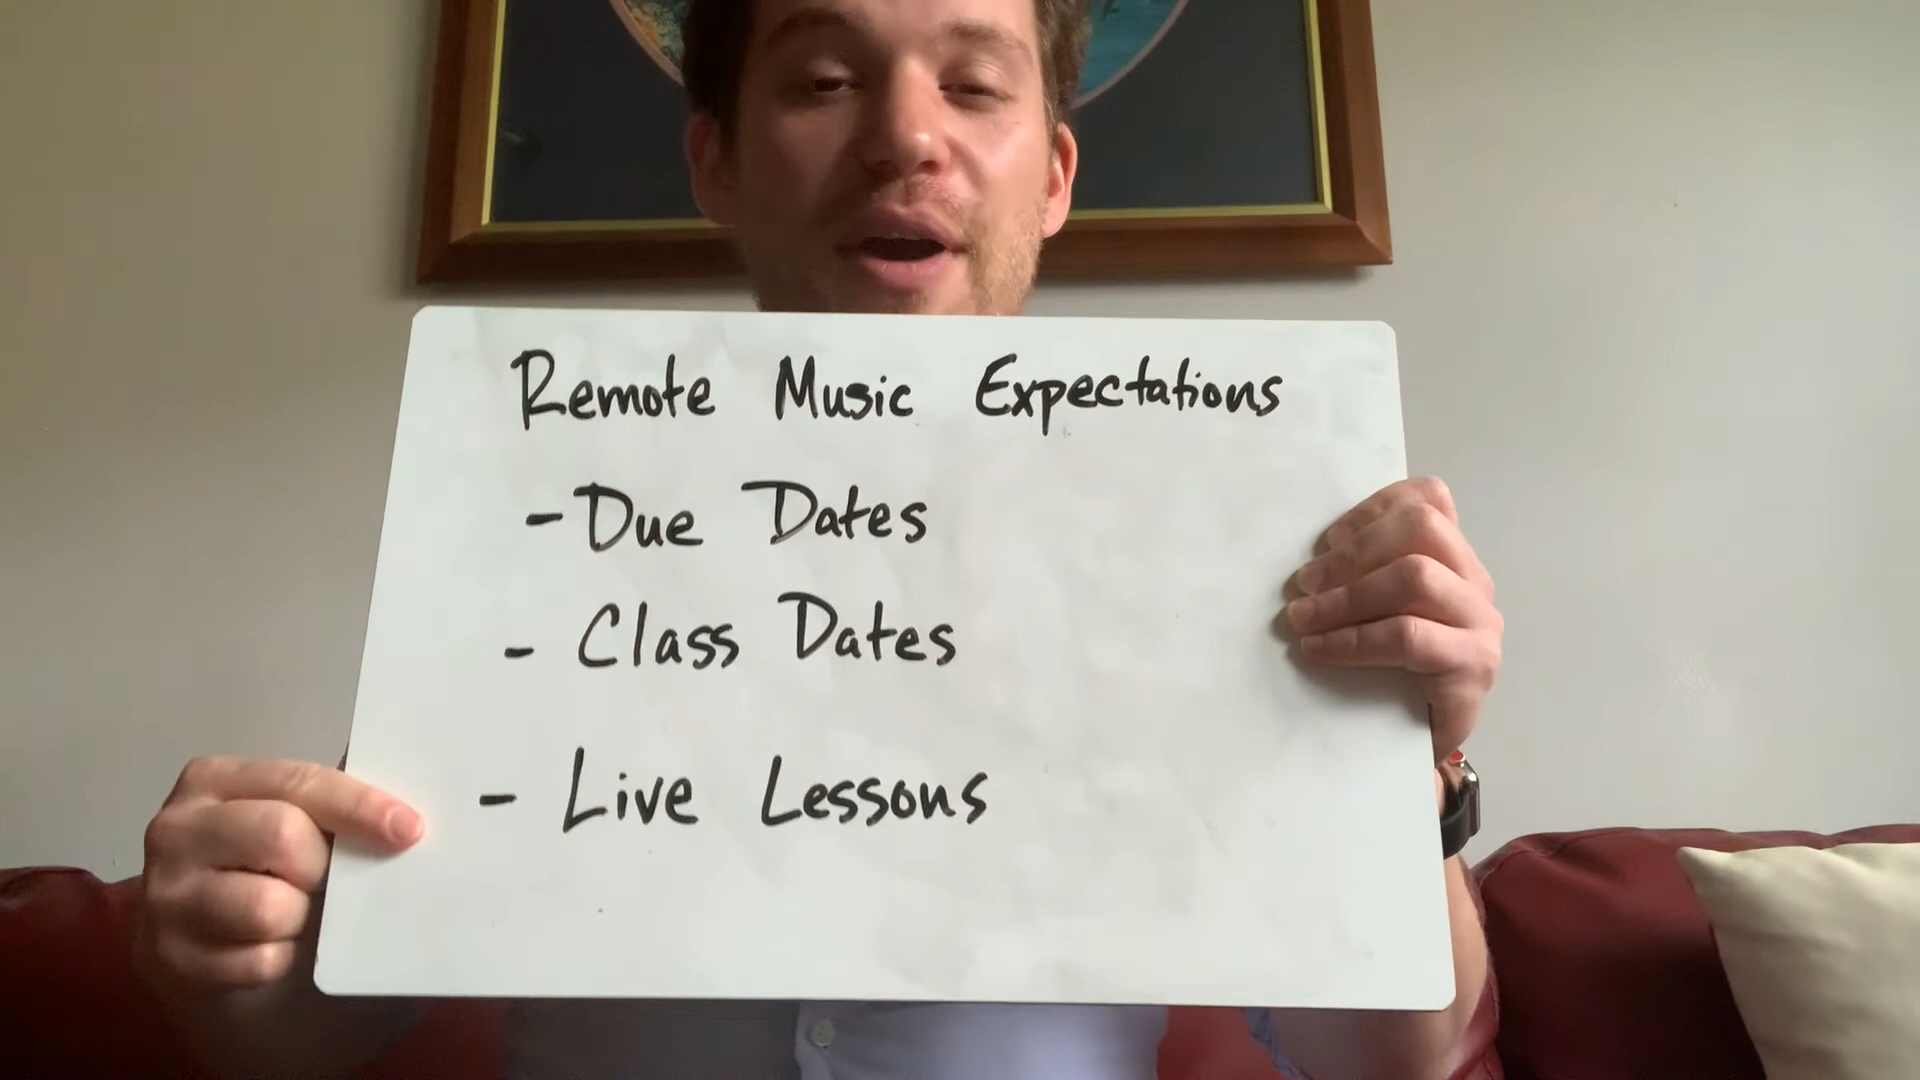 Remote Music Expectations
- Due Dates
- Class Dates
- Live Lessons